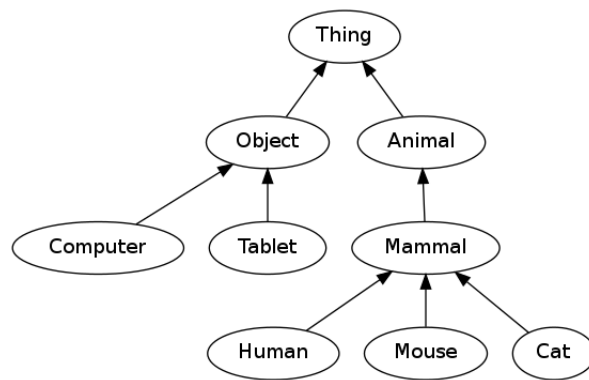 Thing
Object
Animal
Computer
Tablet
Mammal
Human
Mouse
Cat